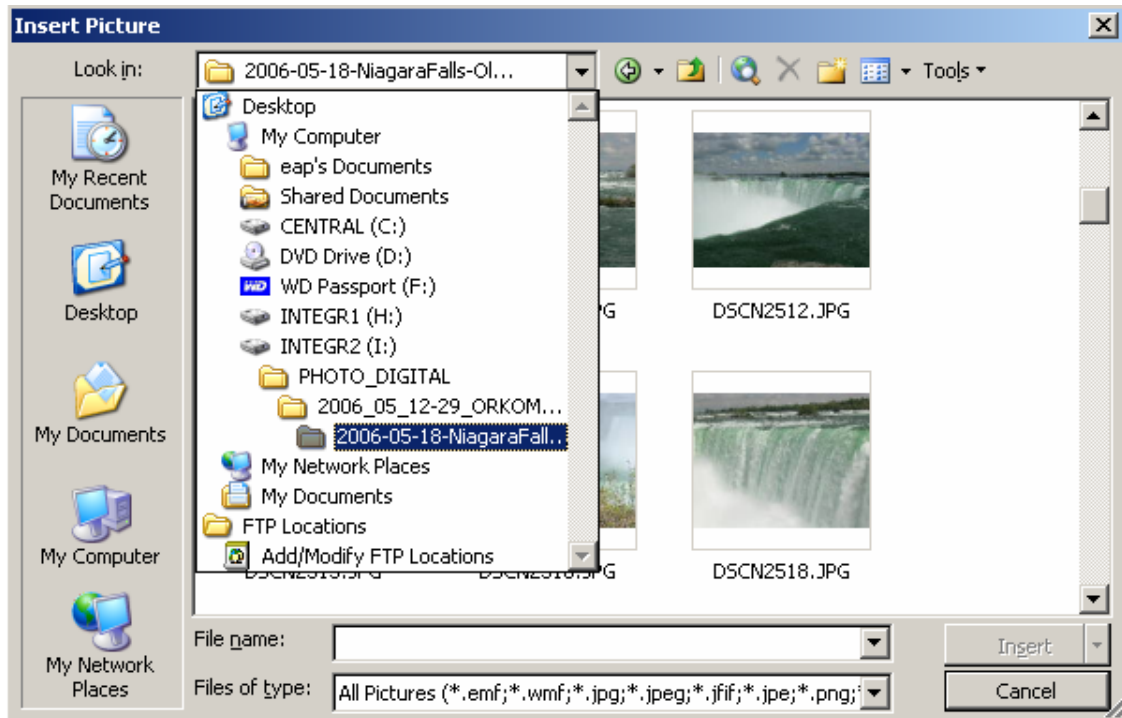 Insert Picture
Look in:
2006-05-18-NiagaraFalls-Ol...
Tools
My Recent
Documents
Desktop
My Documents
My Computer
My Network
Places
Desktop
My Computer
eap's Documents
Shared Documents
CENTRAL (C:)
DVD Drive (D:)
WD
WD Passport (F:)
INTEGR1 (H:)
INTEGR2 (I:)
PHOTO_DIGITAL
2006_05_12-29_ORKOM...
2006-05-18-NiagaraFall..
My Network Places
My Documents
FTP Locations
Add/Modify FTP Locations
PG
DSCN2512.JPG
PG
DSCN2518.JPG
File name:
Insert
Files of type:
All Pictures (*.emf;*.wmf;*.jpg;*.jpeg;*.jfif;*.jpe;*.png;
Cancel